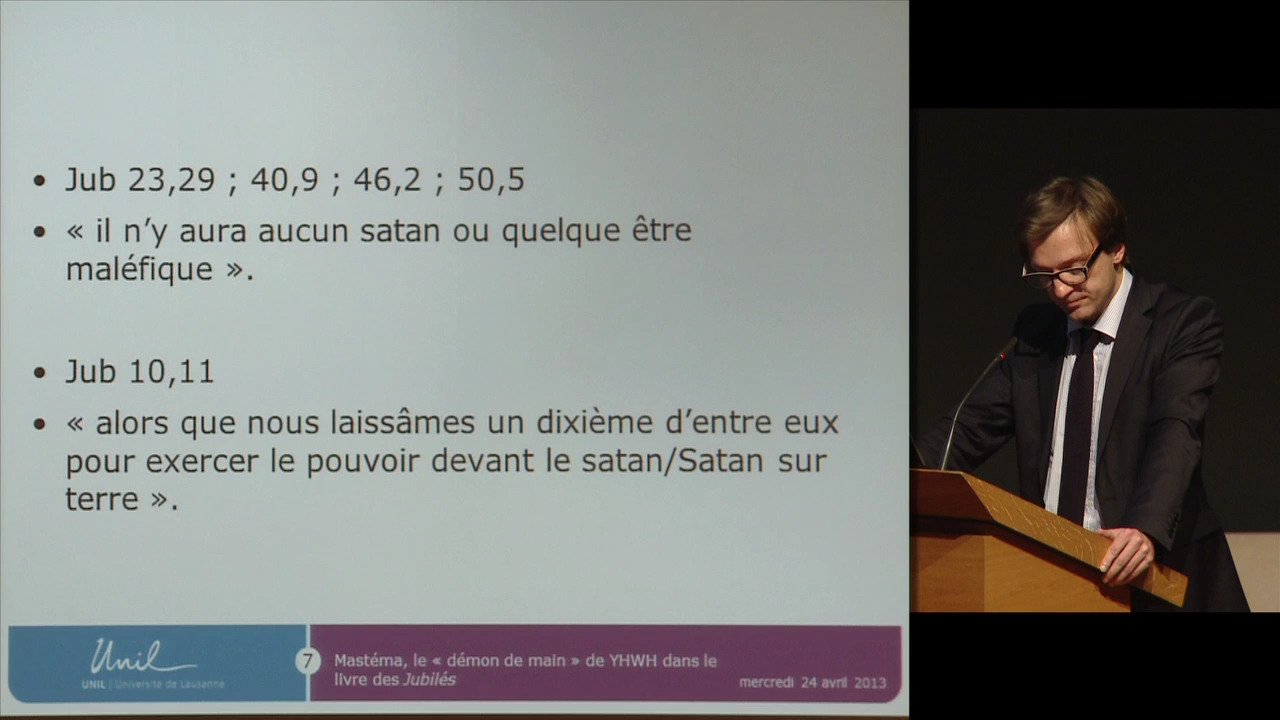 • Jub 23,29 ; 40,9 ; 46,2 ; 50,5
• « il n’y aura aucun satan ou quelque être
maléfique ».
• Jub 10,11
• « alors que nous laissâmes un dixième d’entre eux
pour exercer le pouvoir devant le satan/Satan sur
terre ».
Unil
UNIL | Université de Lausanne
7
Mastéma, le « démon de main » de YHWH dans le
livre des Jubilés
mercredi 24 avril 2013